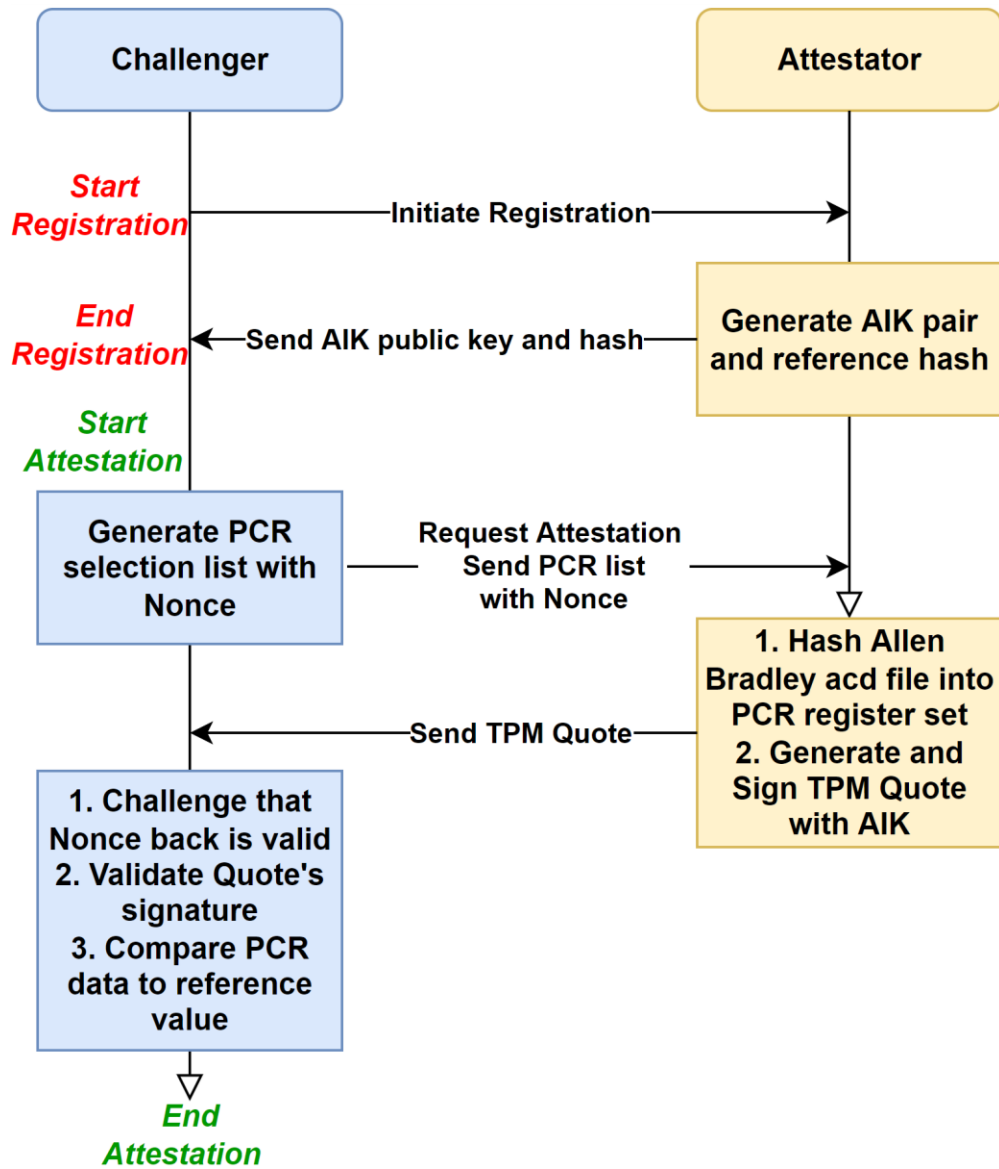 Challenger
Attestator
Start
Registration
Initiate Registration
End
Registration
Send AIK public key and hash
Generate AIK pair
and reference hash
Start
Attestation
Generate PCR
selection list with
Nonce
Request Attestation
Send PCR list
with Nonce
1. Hash Allen
Bradley acd file into
PCR register set
2. Generate and
Sign TPM Quote
with AIK
Send TPM Quote
1. Challenge that
Nonce back is valid
2. Validate Quote's
signature
3. Compare PCR
data to reference
value
End
Attestation